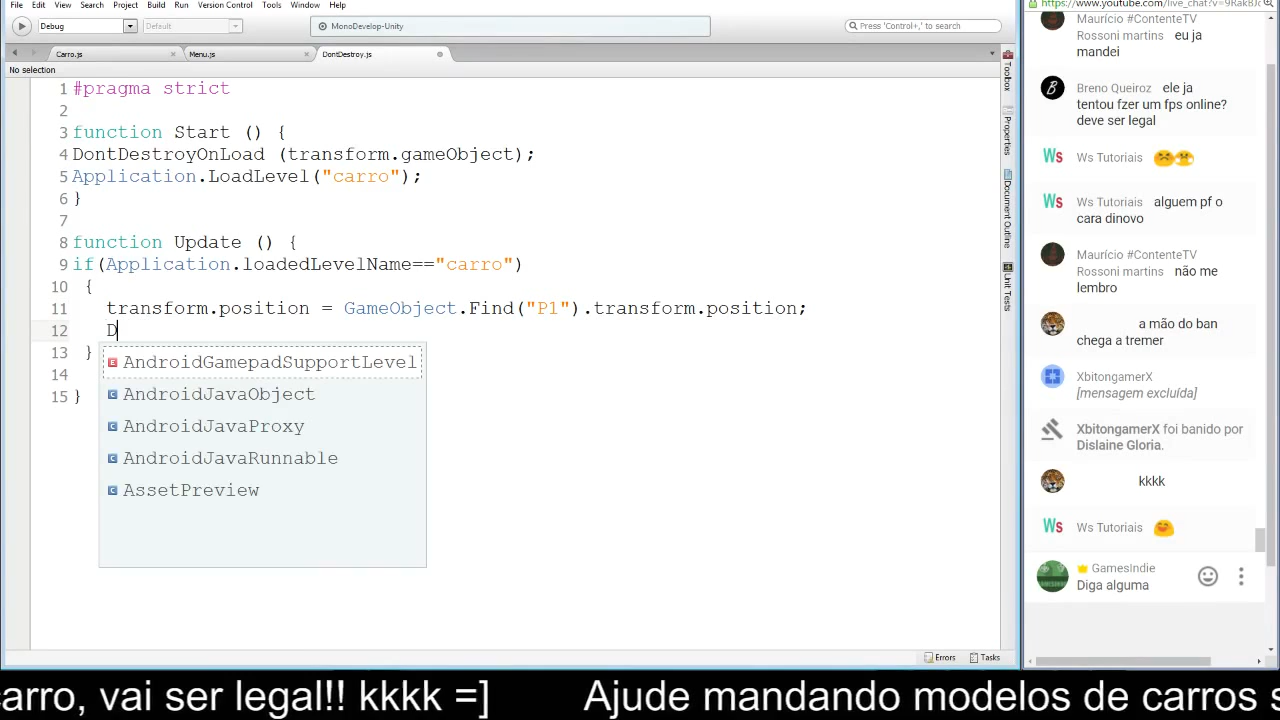 File Edit View Search Project Build Run Version Control Tools Window Help
Debug
Default
MonoDevelop-Unity
Press 'Control+,' to search
Carro.js
Menu.js
DontDestroy.js
No selection
1 #pragma strict
2
3 function Start () {
4 DontDestroyOnLoad (transform.gameObject);
5 Application.LoadLevel("carro");
6 }
7
8 function Update () {
9 if(Application.loadedLevelName=="carro")
10 {
11 transform.position = GameObject.Find("P1").transform.position;
12 D
13 }
14
15 }
E AndroidGamepadSupportLevel
C AndroidJavaObject
C AndroidJavaProxy
C AndroidJavaRunnable
C AssetPreview
Toolbox
Properties
Document Outline
Unit Tests
Errors Tasks
Maurício #ContenteTV
Rossoni martins eu ja
mandei
B
Breno Queiroz ele ja
tentou fzer um fps online?
deve ser legal
Ws
Ws Tutoriais
Ws
Ws Tutoriais alguem pf o
cara dinovo
Maurício #ContenteTV
Rossoni martins não me
lembro
a mão do ban
chega a tremer
XbitongamerX
[mensagem excluída]
XbitongamerX foi banido por
Dislaine Gloria.
kkkk
Ws
Ws Tutoriais
GamesIndie
Diga alguma
carro, vai ser legal!! kkkk =] Ajude mandando modelos de carros s